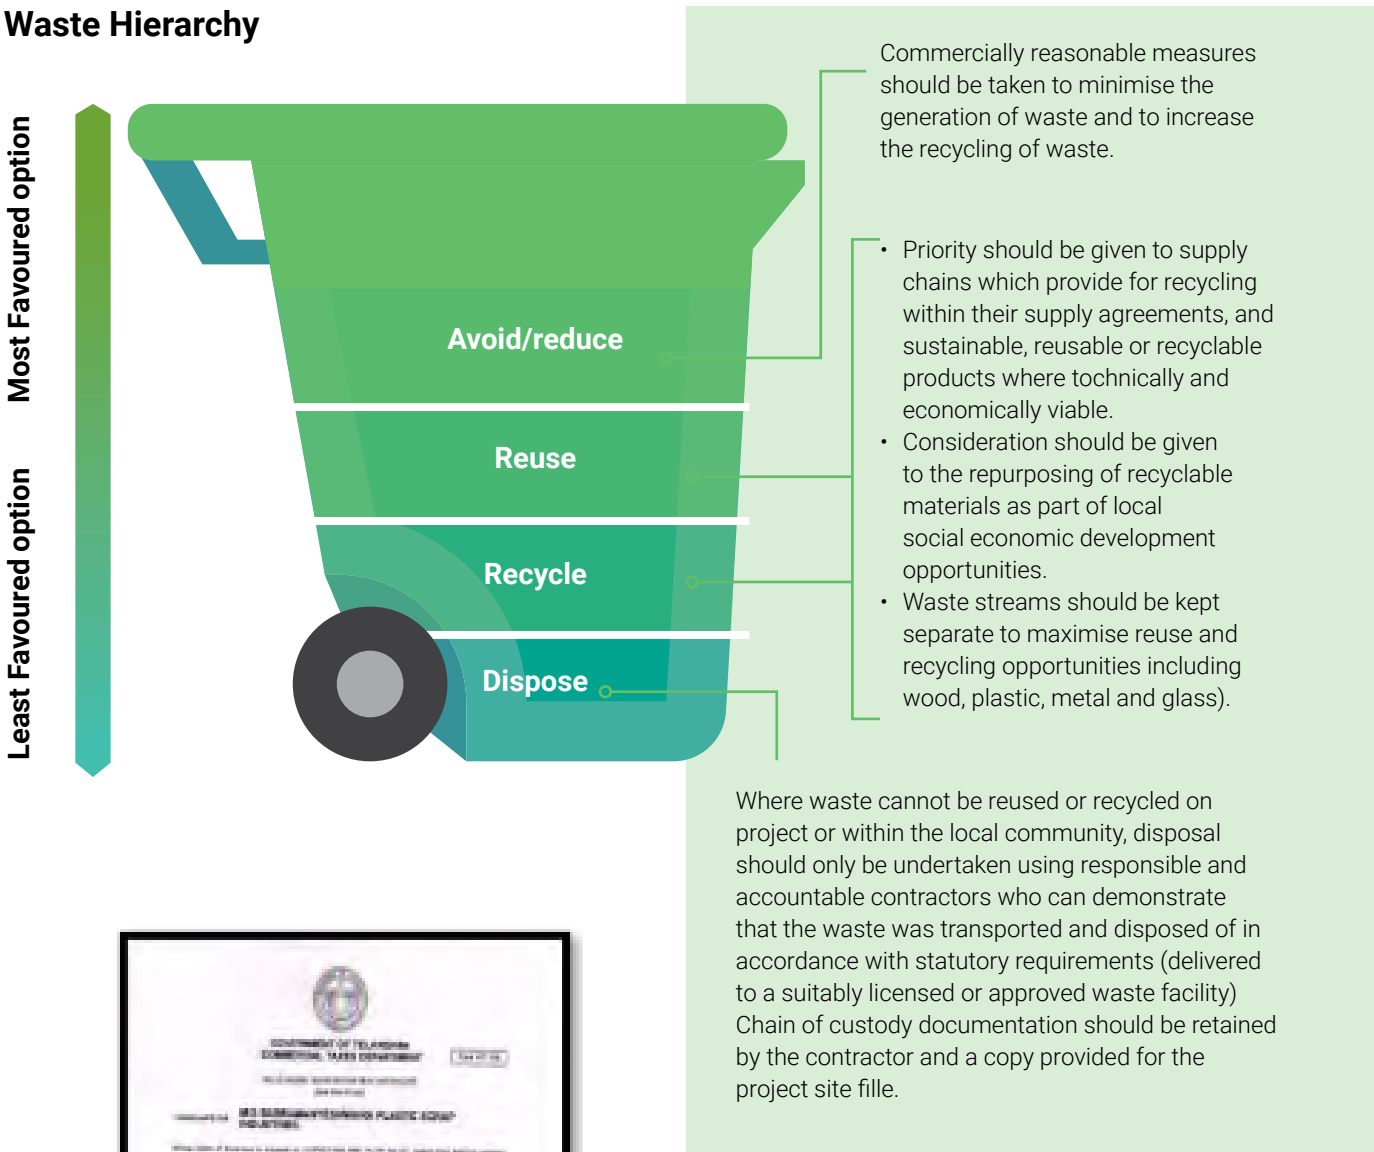 Waste Hierarchy
Most Favoured option
Least Favoured option
Avoid/reduce
Reuse
Recycle
Dispose
Commercially reasonable measures
should be taken to minimise the
generation of waste and to increase
the recycling of waste.
• Priority should be given to supply
chains which provide for recycling
within their supply agreements, and
sustainable, reusable or recyclable
products where tochnically and
economically viable.
• Consideration should be given
to the repurposing of recyclable
materials as part of local
social economic development
opportunities.
• Waste streams should be kept
separate to maximise reuse and
recycling opportunities including
wood, plastic, metal and glass).
Where waste cannot be reused or recycled on
project or within the local community, disposal
should only be undertaken using responsible and
accountable contractors who can demonstrate
that the waste was transported and disposed of in
accordance with statutory requirements (delivered
to a suitably licensed or approved waste facility)
Chain of custody documentation should be retained
by the contractor and a copy provided for the
project site fille.
GOVERNMENT OF TELANGANA
COMMERCIAL TAXES DEPARTMENT
PLASTIC SCRAP